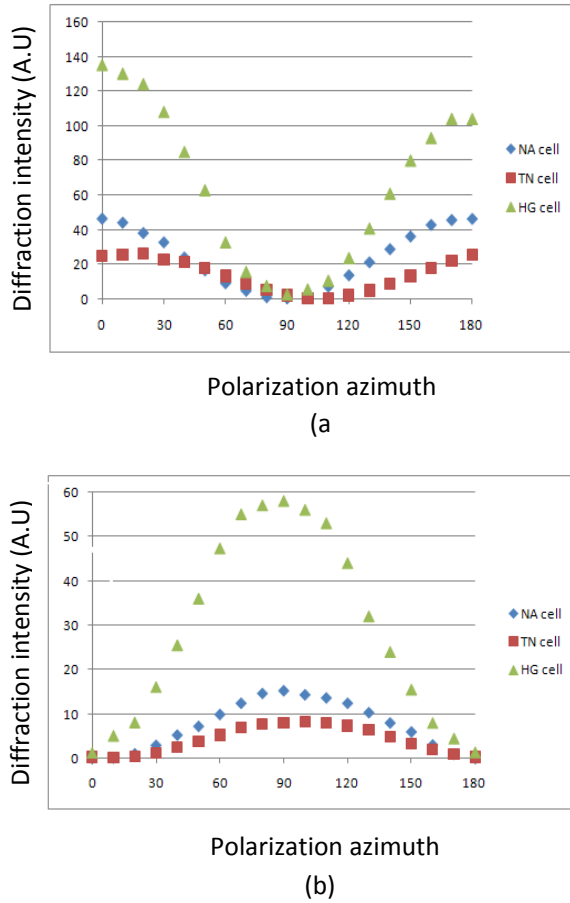 Diffraction intensity (A.U)
160
140
120
100
80
60
40
20
0
0 30 60 90 120 150 180
NA cell
TN cell
HG cell
Polarization azimuth
(a
Diffraction intensity (A.U)
60
50
40
30
20
10
0
0 30 60 90 120 150 180
NA cell
TN cell
HG cell
Polarization azimuth
(b)